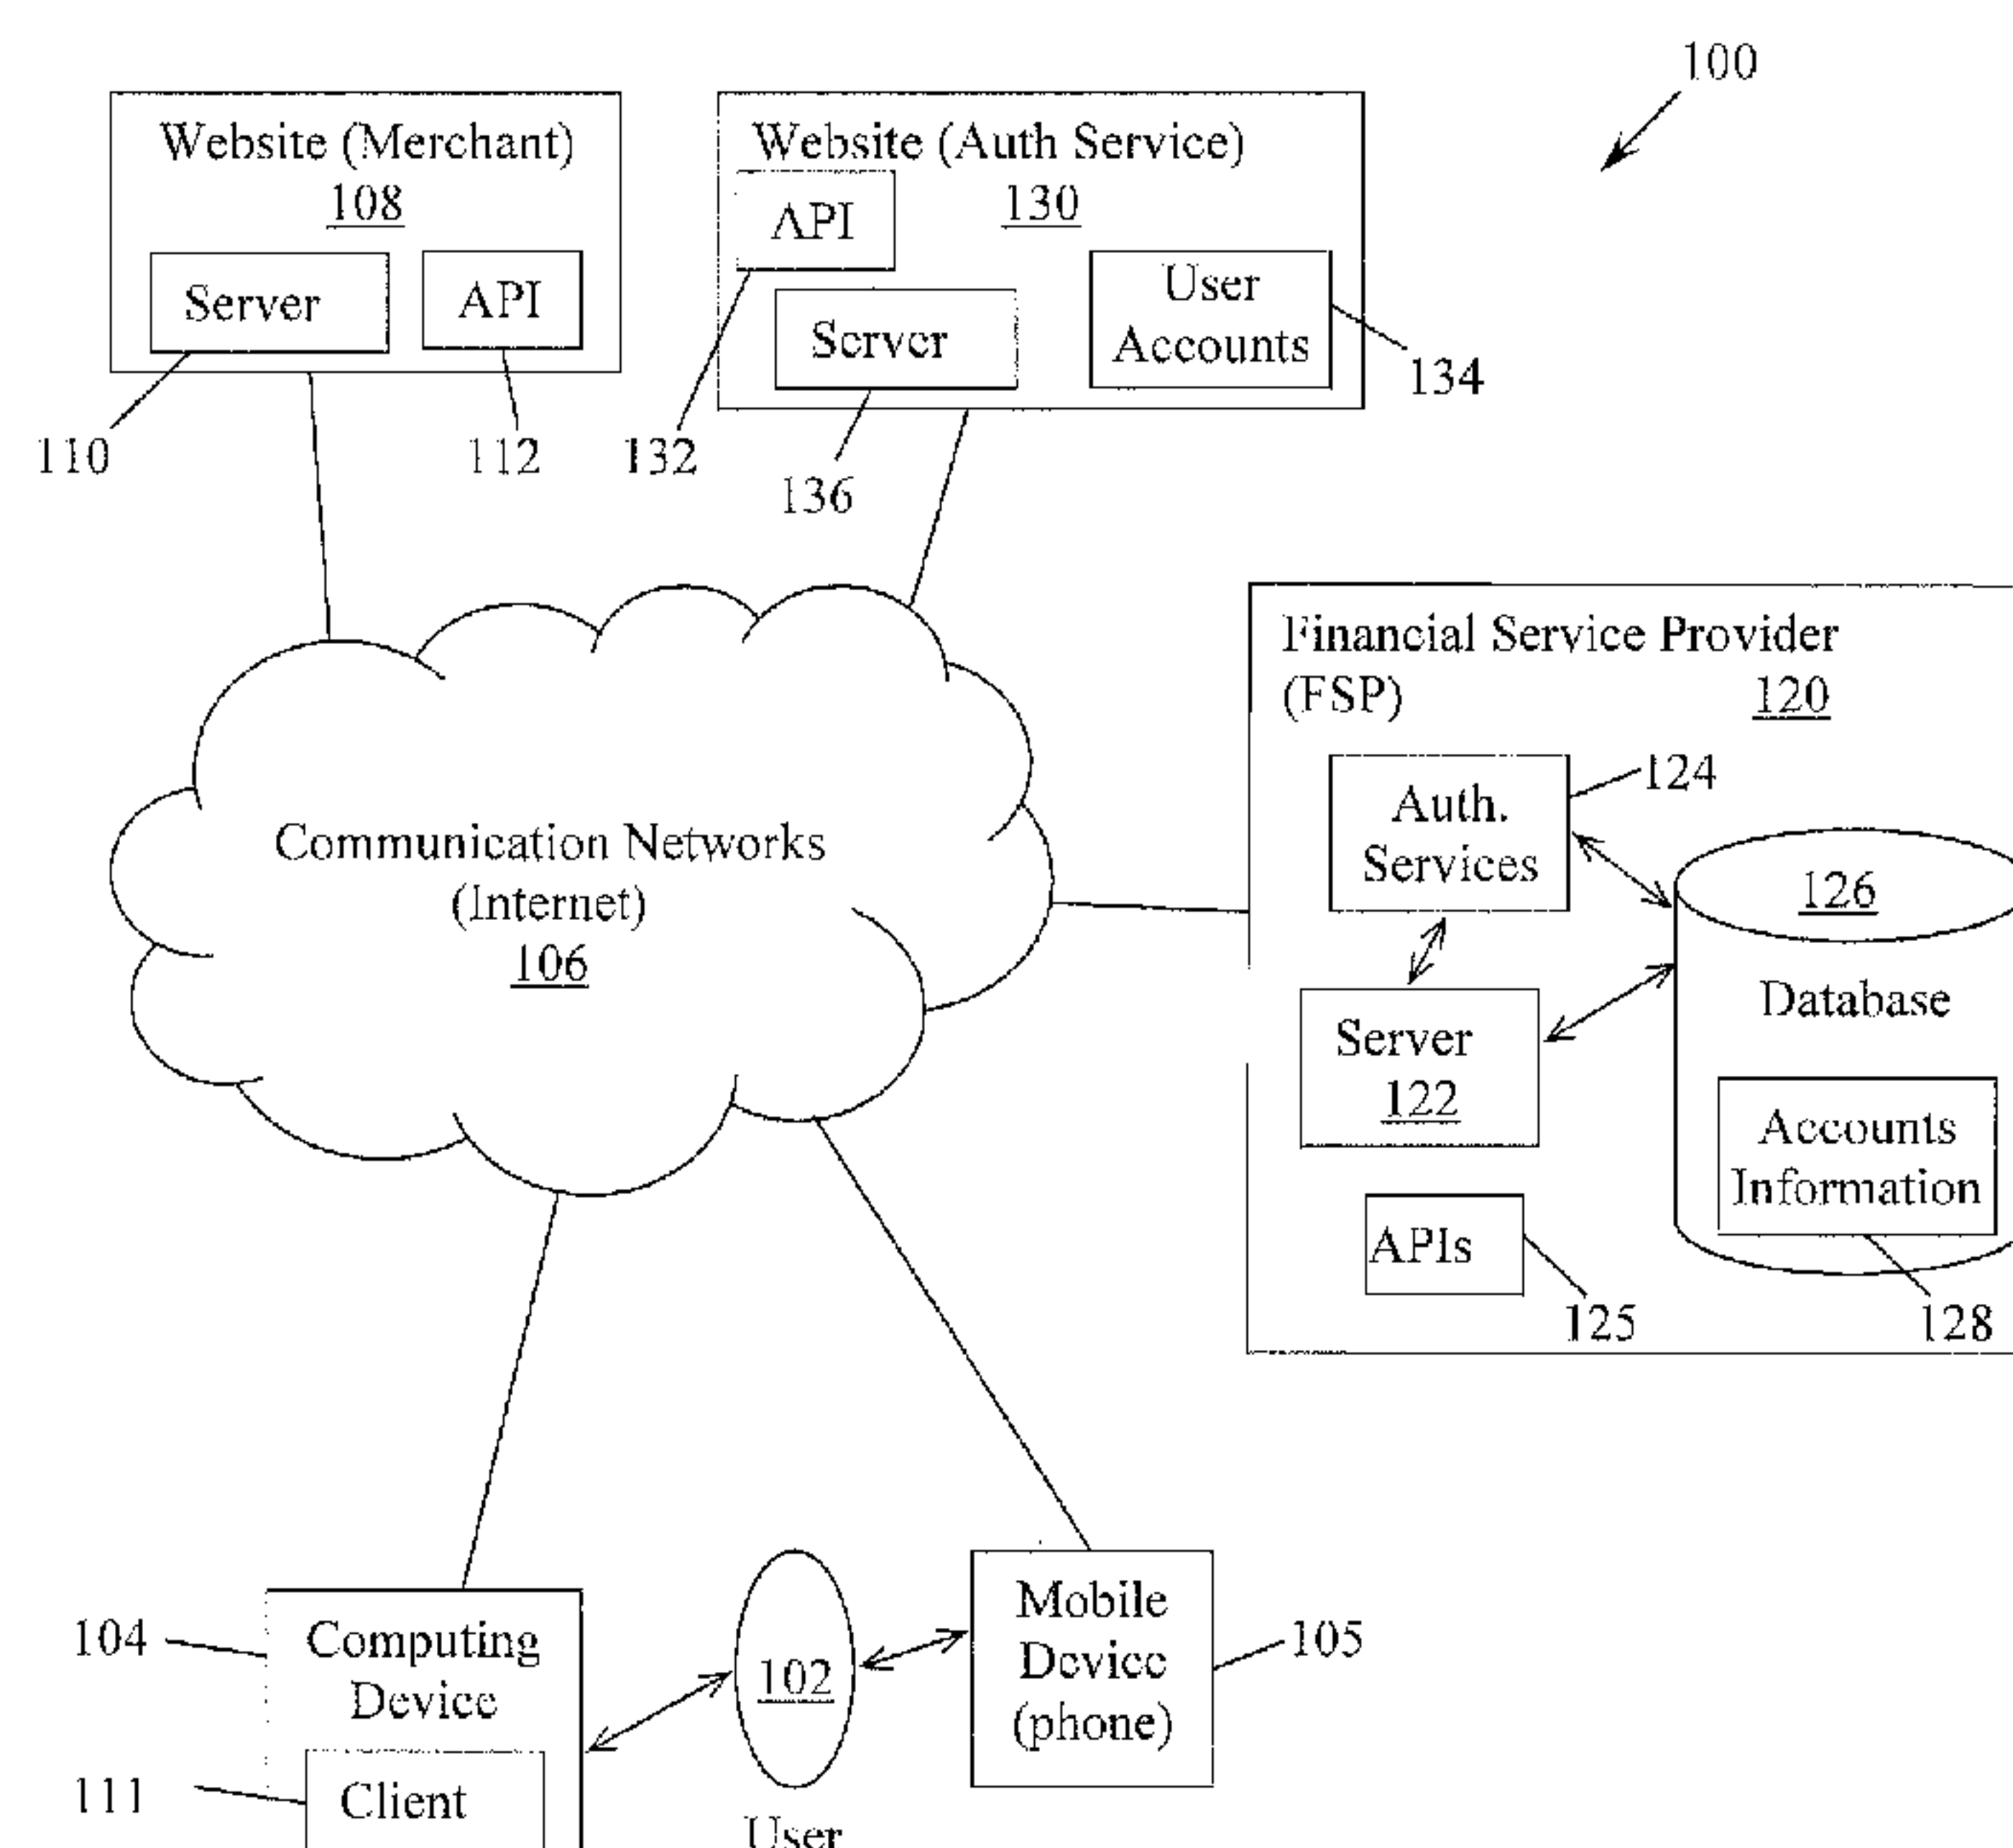 100
Website (Merchant)
108
Server
API
110
112
Website (Auth Service)
API
130
Server
User
Accounts
132
136
134
Communication Networks
(Internet)
106
Financial Service Provider
(FSP)
120
Auth.
Services
124
126
Database
Server
122
Accounts
Information
APIs
125
128
104
Computing
Device
111
Client
102
User
Mobile
Device
(phone)
105